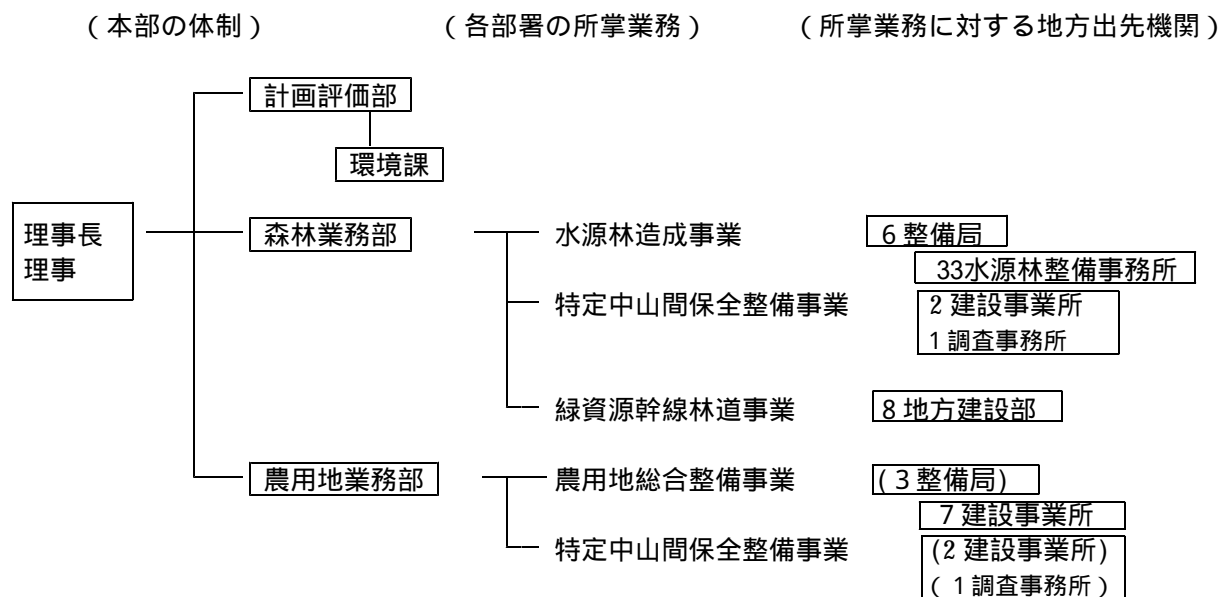 （本部の体制）　（各部署の所掌業務）　（所掌業務に対する地方出先機関）
計画評価部
環境課
理事長
理事
森林業務部　水源林造成事業　６整備局
33水源林整備事務所
特定中山間保全整備事業　２建設事業所
１調査事務所
緑資源幹線林道事業　８地方建設部
農用地業務部　農用地総合整備事業　(３整備局)
７建設事業所
特定中山間保全整備事業　(２建設事業所)
(１調査事務所)